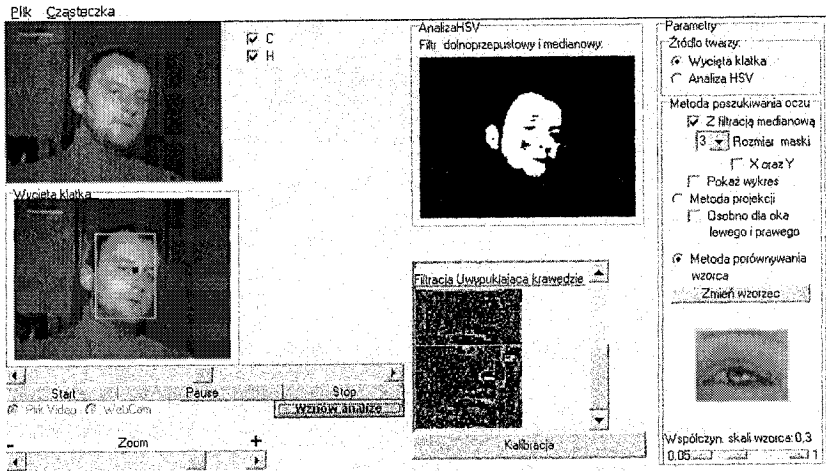 Plik Cząsteczka
C
H
Wycięta klatka
Start Pause Stop
Plik Video WebCam Wznów analizę
- Zoom +
AnalizaHSV
Filtr dolnoprzepustowy i medianowy:
Filtracja Uwypuklająca krawędzie
Kalibracja
Parametry
Źródło twarzy:
Wycięta klatka
Analiza HSV
Metoda poszukiwania oczu
Z filtracją medianową
3 Rozmiar maski
X oraz Y
Pokaż wykres
Metoda projekcji
Osobno dla oka
lewego i prawego
Metoda porównywania
wzorca
Zmień wzorzec
Współczyn. skali wzorca: 0,3
0.05 1